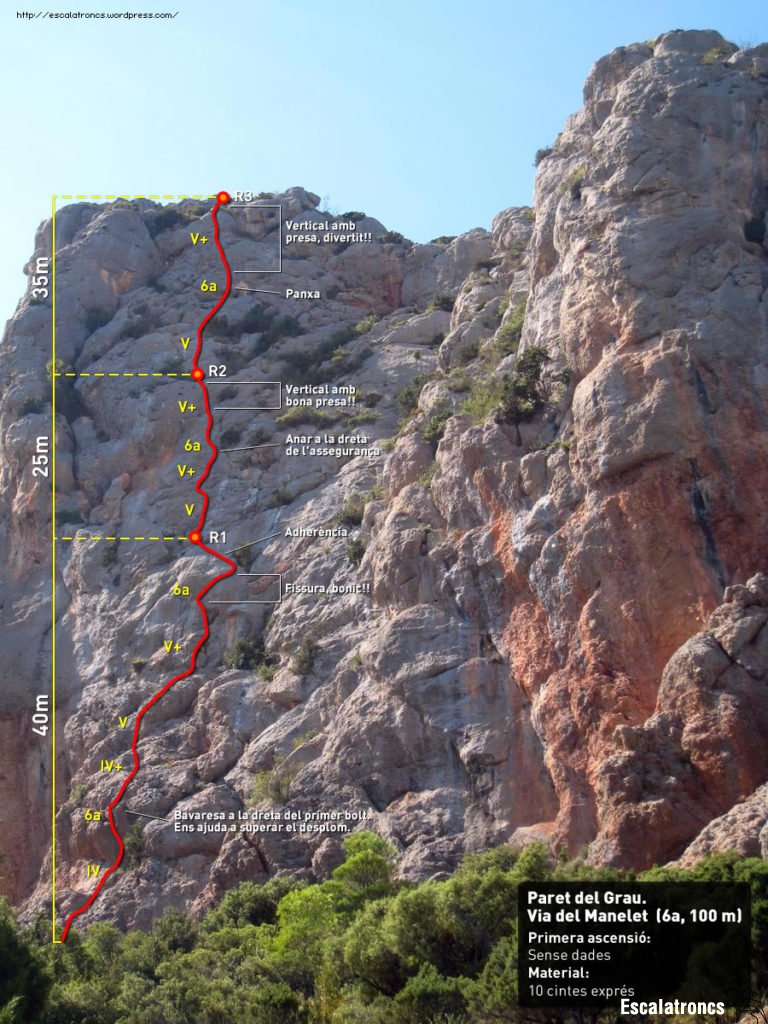 http://escalatroncs.wordpress.com/
R3
V+
Vertical amb
presa, divertit!!
35m
6a
Panxa
V
R2
Vertical amb
bona presa!!
V+
25m
6a
Anar a la dreta
de l'assegurança
V+
V
R1
Adherència
6a
Fissura, bonic!!
V+
40m
V
IV+
6a
Bavaresa a la dreta del primer bolt.
Ens ajuda a superar el desplom.
IV
Paret del Grau.
Via del Manelet (6a, 100 m)
Primera ascensió:
Sense dades
Material:
10 cintes exprés
Escalatroncs